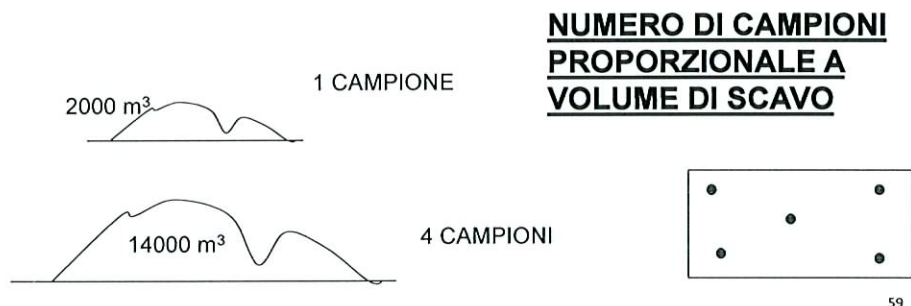 NUMERO DI CAMPIONI
PROPORZIONALE A
VOLUME DI SCAVO
2000 m³
1 CAMPIONE
14000 m³
4 CAMPIONI
59